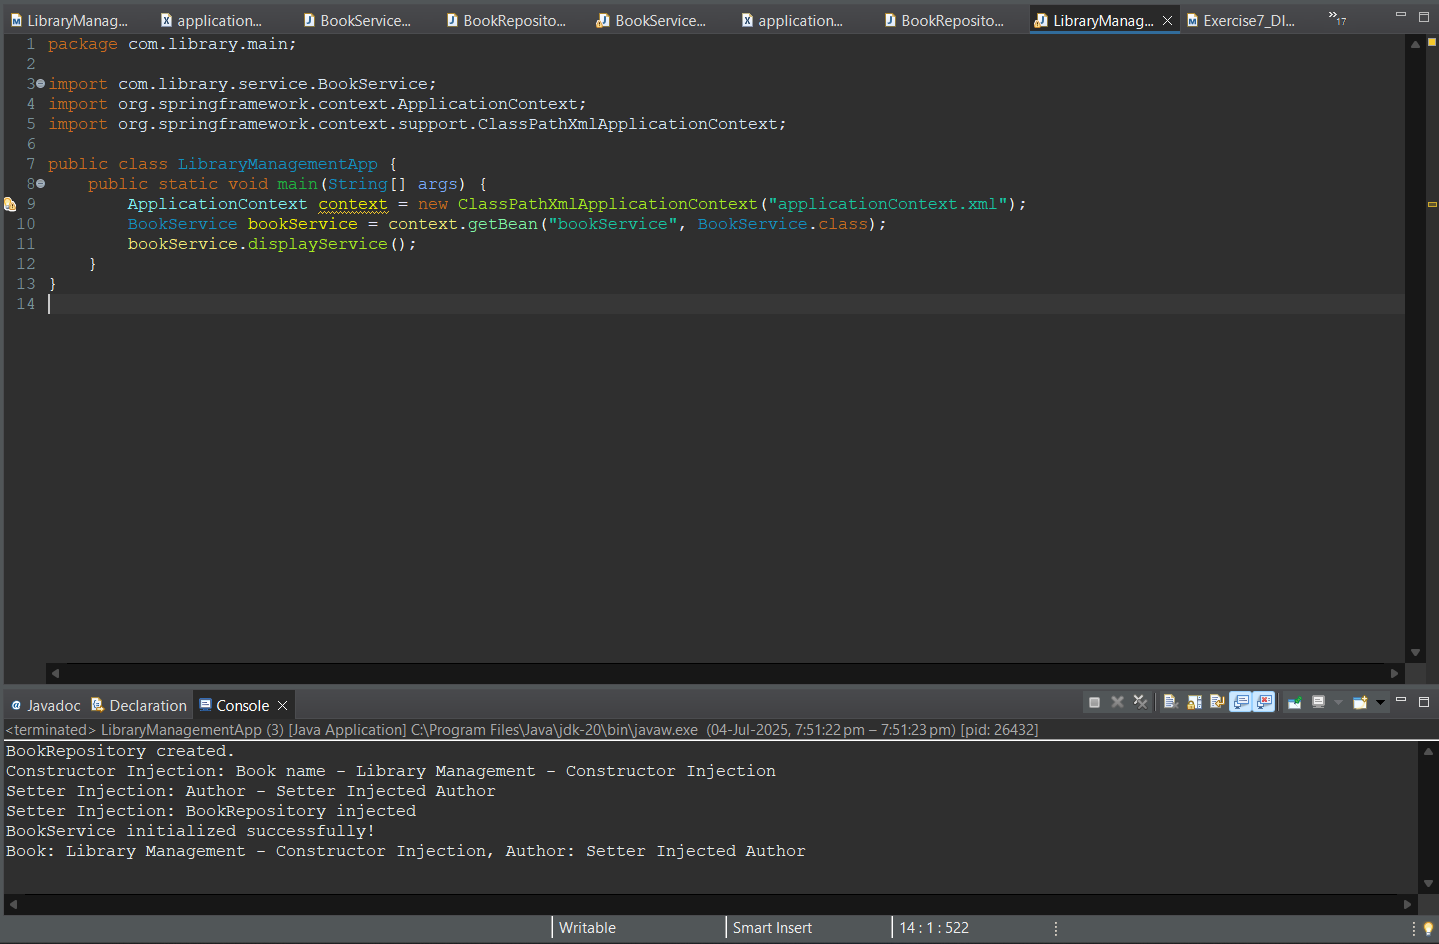 LibraryManag...
application...
BookService...
BookReposito...
BookService...
application...
BookReposito...
LibraryManag...
Exercise7_DI...
»17
1 package com.library.main;
2
3 import com.library.service.BookService;
4 import org.springframework.context.ApplicationContext;
5 import org.springframework.context.support.ClassPathXmlApplicationContext;
6
7 public class LibraryManagementApp {
8     public static void main(String[] args) {
9         ApplicationContext context = new ClassPathXmlApplicationContext("applicationContext.xml");
10         BookService bookService = context.getBean("bookService", BookService.class);
11         bookService.displayService();
12     }
13 }
14
@ Javadoc
Declaration
Console
<terminated> LibraryManagementApp (3) [Java Application] C:\Program Files\Java\jdk-20\bin\javaw.exe (04-Jul-2025, 7:51:22 pm – 7:51:23 pm) [pid: 26432]
BookRepository created.
Constructor Injection: Book name - Library Management - Constructor Injection
Setter Injection: Author - Setter Injected Author
Setter Injection: BookRepository injected
BookService initialized successfully!
Book: Library Management - Constructor Injection, Author: Setter Injected Author
Writable
Smart Insert
14 : 1 : 522